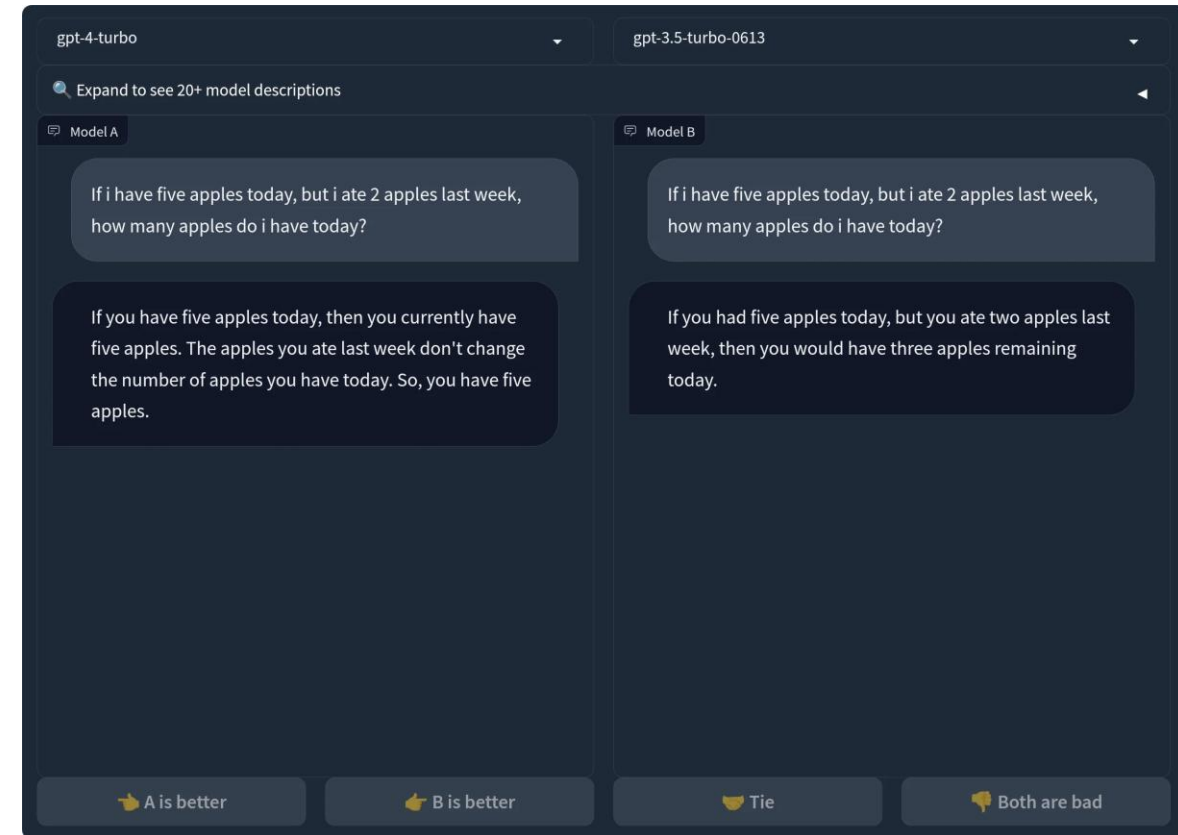 gpt-4-turbo
gpt-3.5-turbo-0613
Expand to see 20+ model descriptions
Model A
If i have five apples today, but i ate 2 apples last week,
how many apples do i have today?
If you have five apples today, then you currently have
five apples. The apples you ate last week don't change
the number of apples you have today. So, you have five
apples.
Model B
If i have five apples today, but i ate 2 apples last week,
how many apples do i have today?
If you had five apples today, but you ate two apples last
week, then you would have three apples remaining
today.
A is better
B is better
Tie
Both are bad